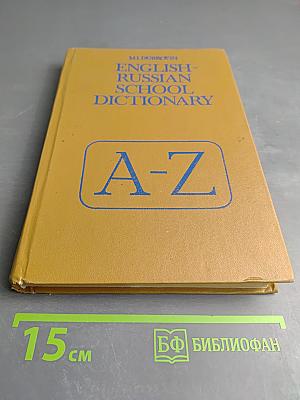 M.I.DUBROVIN
ENGLISH-
RUSSIAN
SCHOOL
DICTIONARY
A-Z
15 см
БФ БИБЛИОФАН